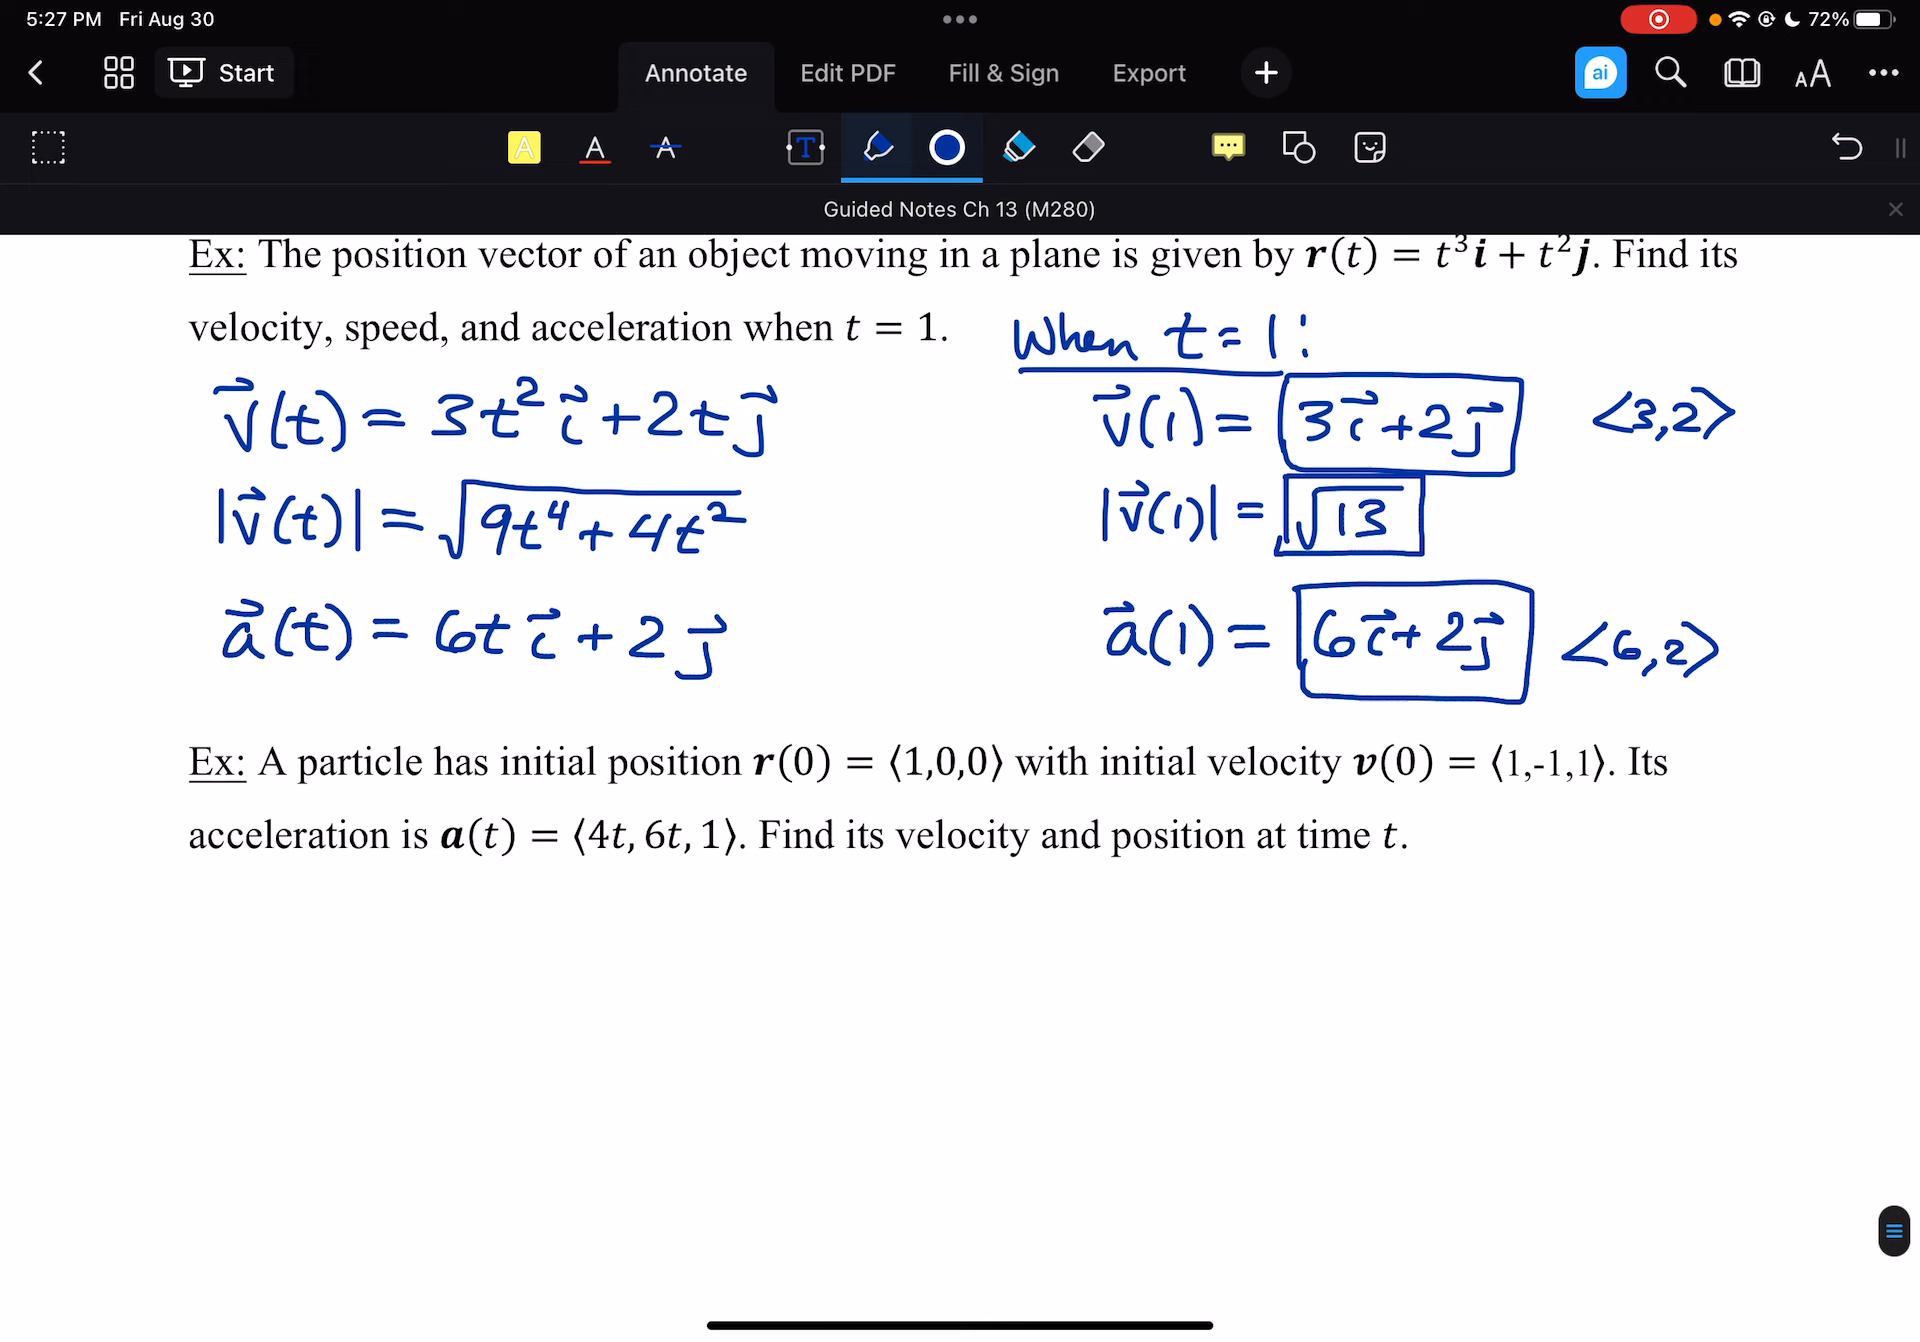 5:27 PM Fri Aug 30
72%
Start
Annotate
Edit PDF
Fill & Sign
Export
ai
AA
A
A
A
T
Guided Notes Ch 13 (M280)
Ex: The position vector of an object moving in a plane is given by r(t) = t³i + t²j. Find its
velocity, speed, and acceleration when t = 1.
When t = 1 :
v⃗(t) = 3t² i⃗ + 2t j⃗
v⃗(1) = 3i⃗ + 2j⃗ <3,2>
|v⃗(t)| = √(9t⁴ + 4t²)
|v⃗(1)| = √13
a⃗(t) = 6t i⃗ + 2 j⃗
a⃗(1) = 6i⃗ + 2j⃗ <6,2>
Ex: A particle has initial position r(0) = ⟨1,0,0⟩ with initial velocity v(0) = ⟨1,-1,1⟩. Its
acceleration is a(t) = ⟨4t, 6t, 1⟩. Find its velocity and position at time t.